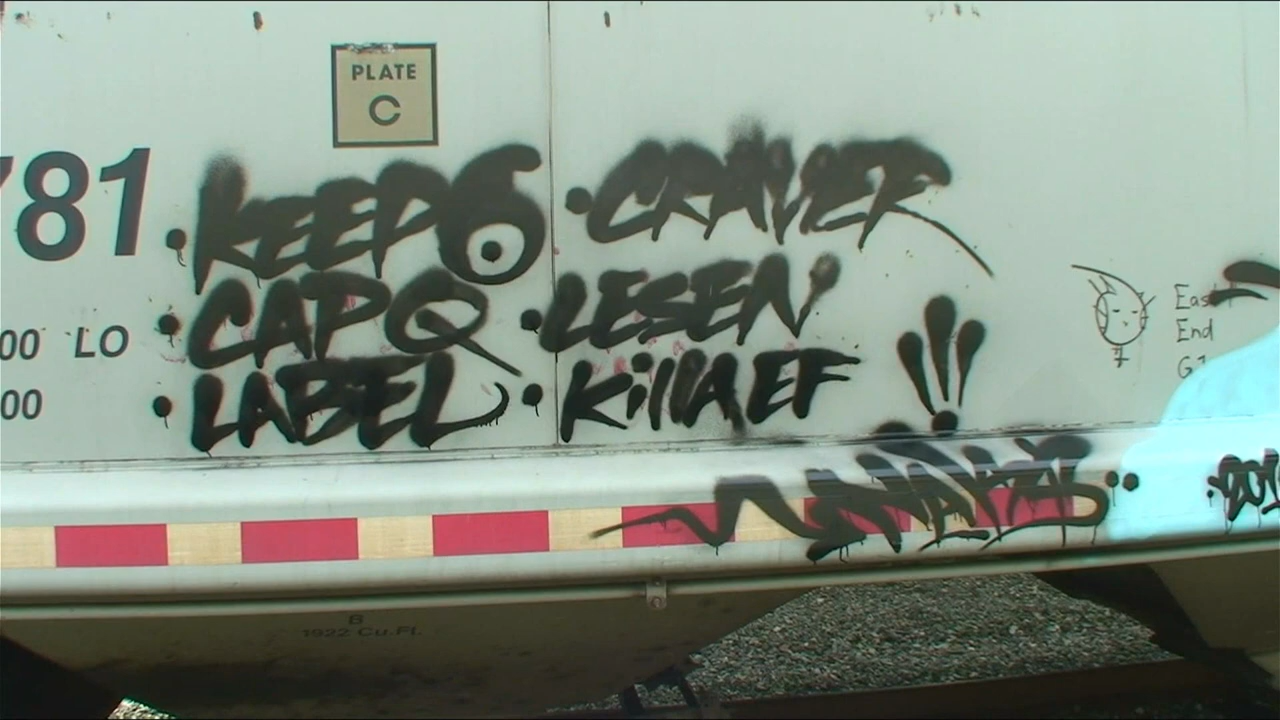 PLATE
C
781
KEEP6 · CRAVER
CAPQ · LESEN
LABEL · KillAEF
00 LO
00
East
End
B
1922 Cu.Ft.